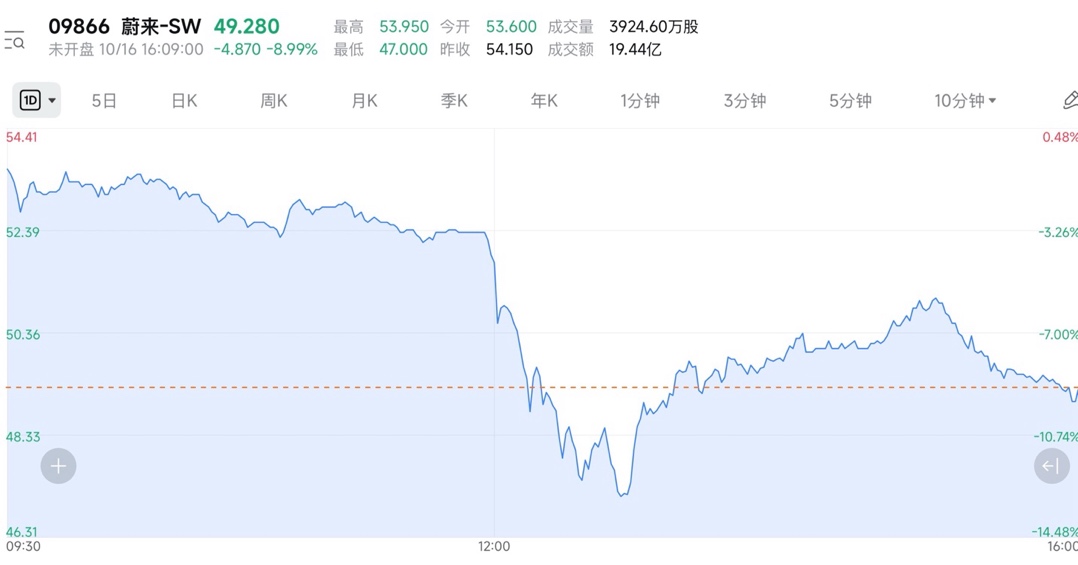 09866 蔚来-SW 49.280 最高 53.950 今开 53.600 成交量 3924.60万股
未开盘 10/16 16:09:00 -4.870 -8.99% 最低 47.000 昨收 54.150 成交额 19.44亿
1D 5日 日K 周K 月K 季K 年K 1分钟 3分钟 5分钟 10分钟
54.41 0.48%
52.39 -3.26%
50.36 -7.00%
48.33 -10.74%
46.31 -14.48%
09:30 12:00 16:00